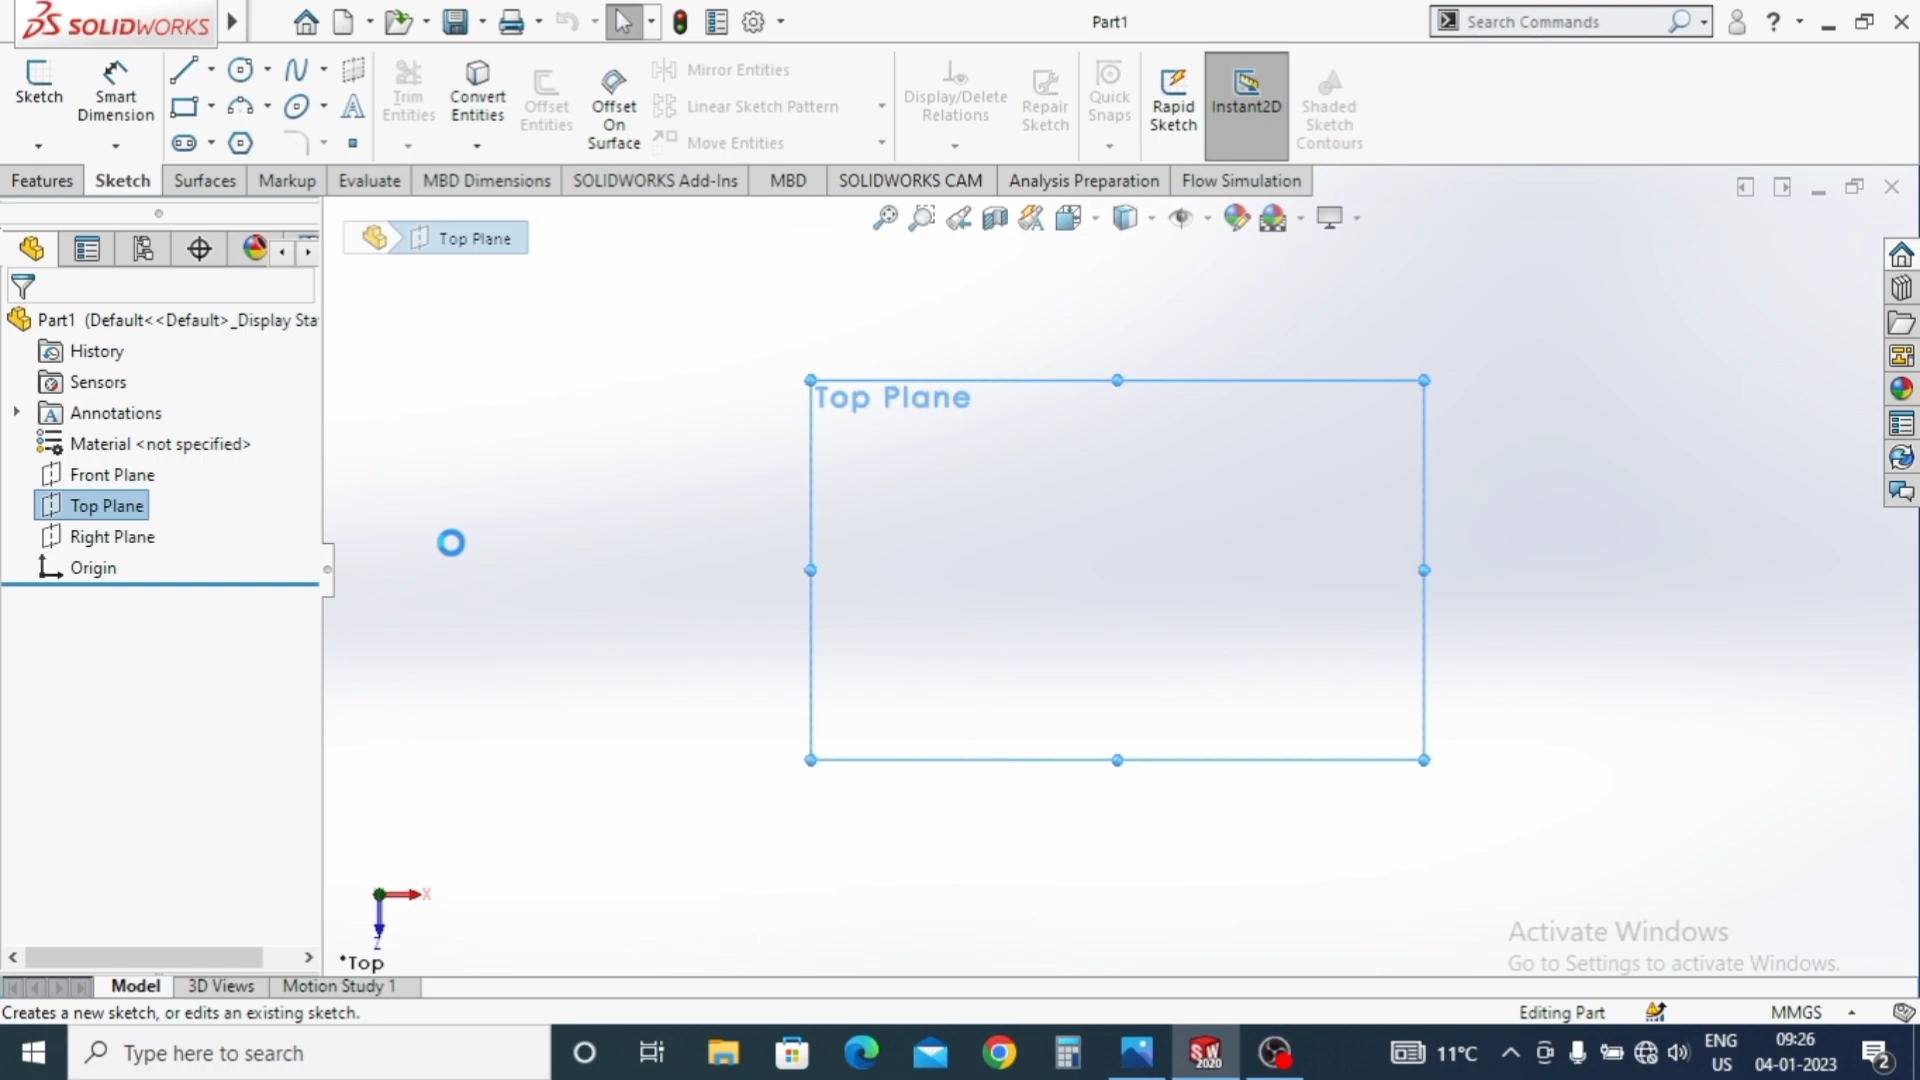 SOLIDWORKS
Part1
Search Commands
?
Sketch
Smart
Dimension
Trim
Entities
Convert
Entities
Offset
Entities
Offset
On
Surface
Mirror Entities
Linear Sketch Pattern
Move Entities
Display/Delete
Relations
Repair
Sketch
Quick
Snaps
Rapid
Sketch
Instant2D
Shaded
Sketch
Contours
Features
Sketch
Surfaces
Markup
Evaluate
MBD Dimensions
SOLIDWORKS Add-Ins
MBD
SOLIDWORKS CAM
Analysis Preparation
Flow Simulation
Top Plane
Part1 (Default<<Default>_Display Sta
History
Sensors
Annotations
Material <not specified>
Front Plane
Top Plane
Right Plane
Origin
Top Plane
X
Z
*Top
Activate Windows
Go to Settings to activate Windows.
Model
3D Views
Motion Study 1
Creates a new sketch, or edits an existing sketch.
Editing Part
MMGS
Type here to search
SW
2020
11°C
ENG
US
09:26
04-01-2023
2